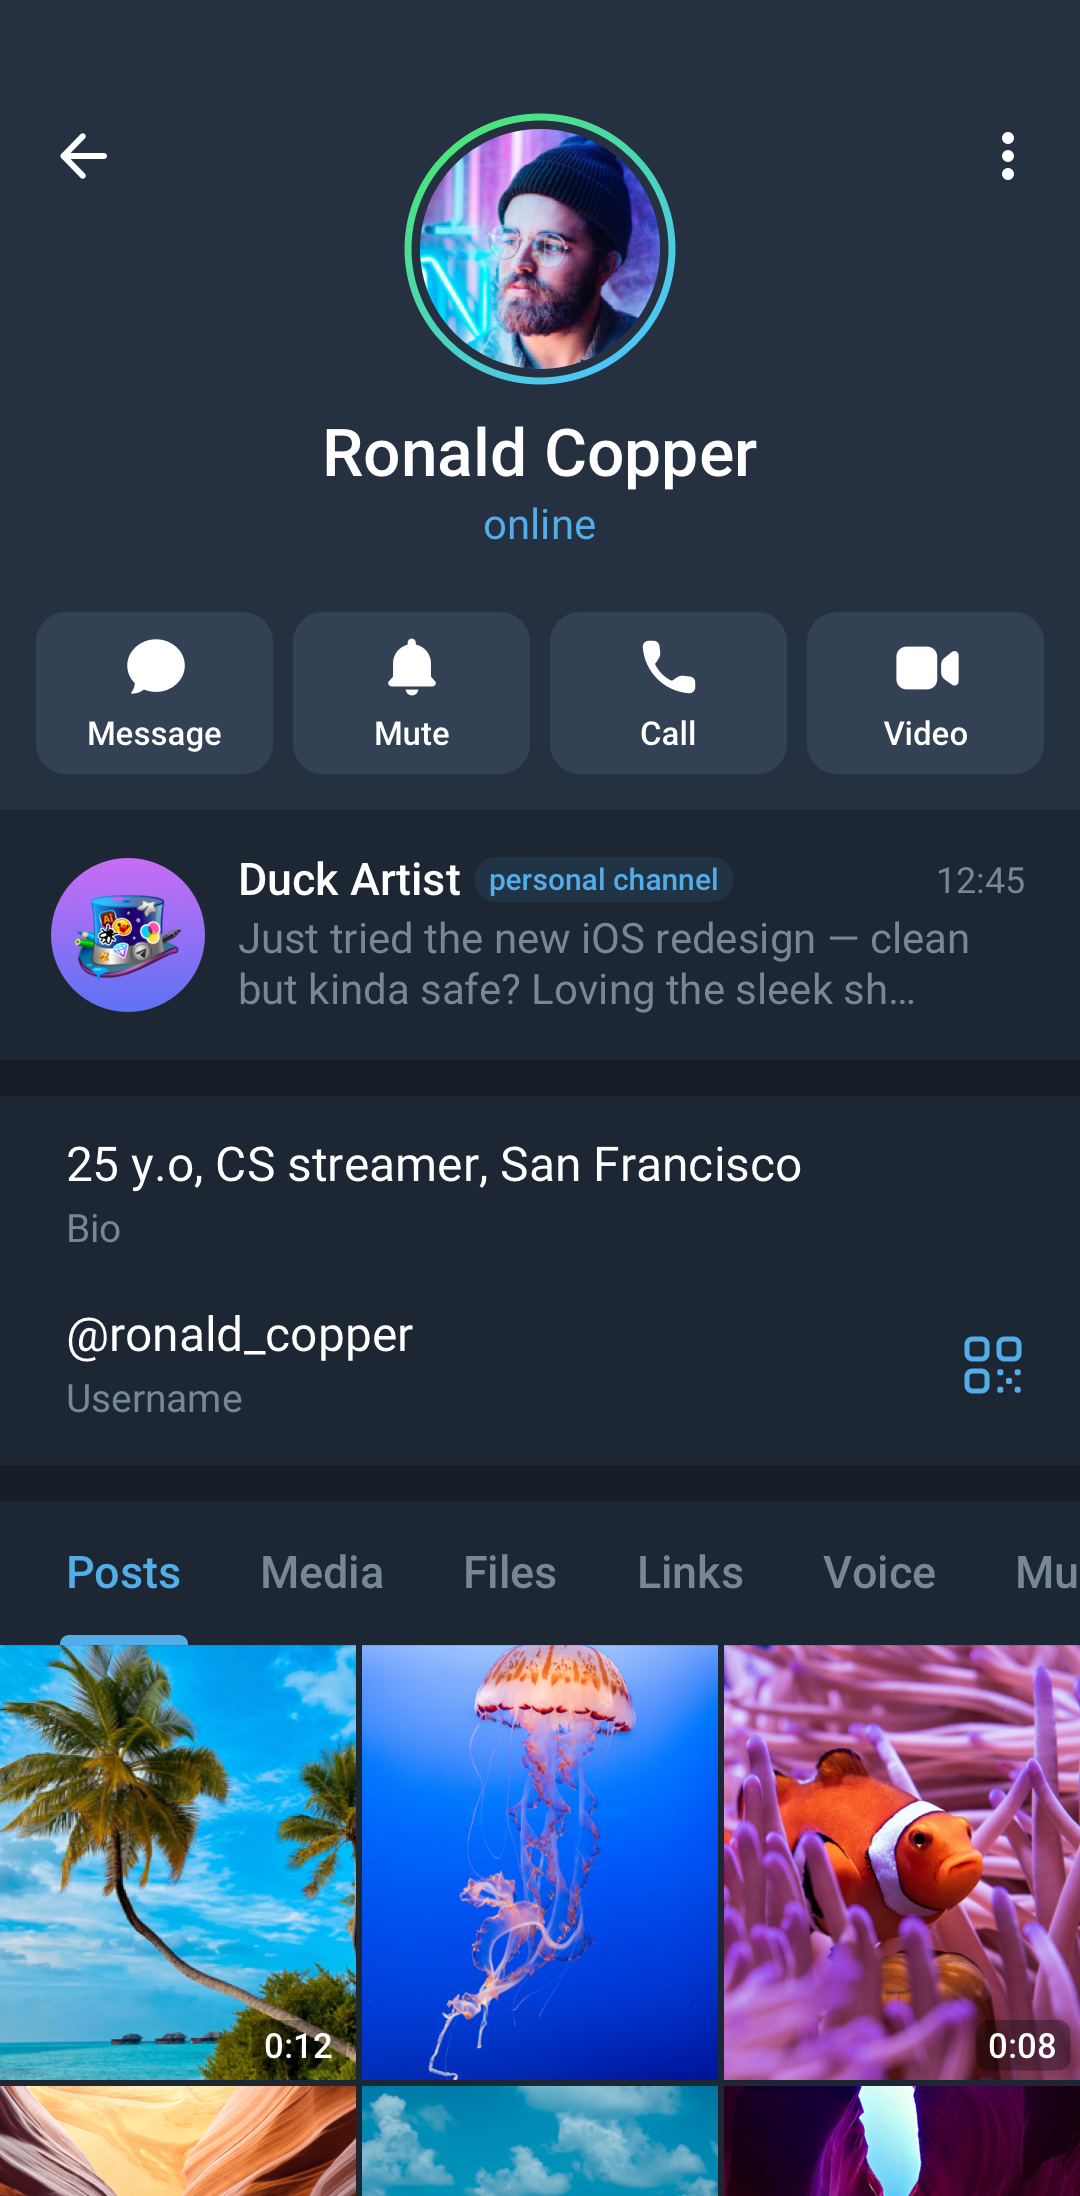 Ronald Copper
online
Message
Mute
Call
Video
Duck Artist personal channel 12:45
Just tried the new iOS redesign — clean
but kinda safe? Loving the sleek sh...
25 y.o, CS streamer, San Francisco
Bio
@ronald_copper
Username
Posts Media Files Links Voice Mu
0:12
0:08